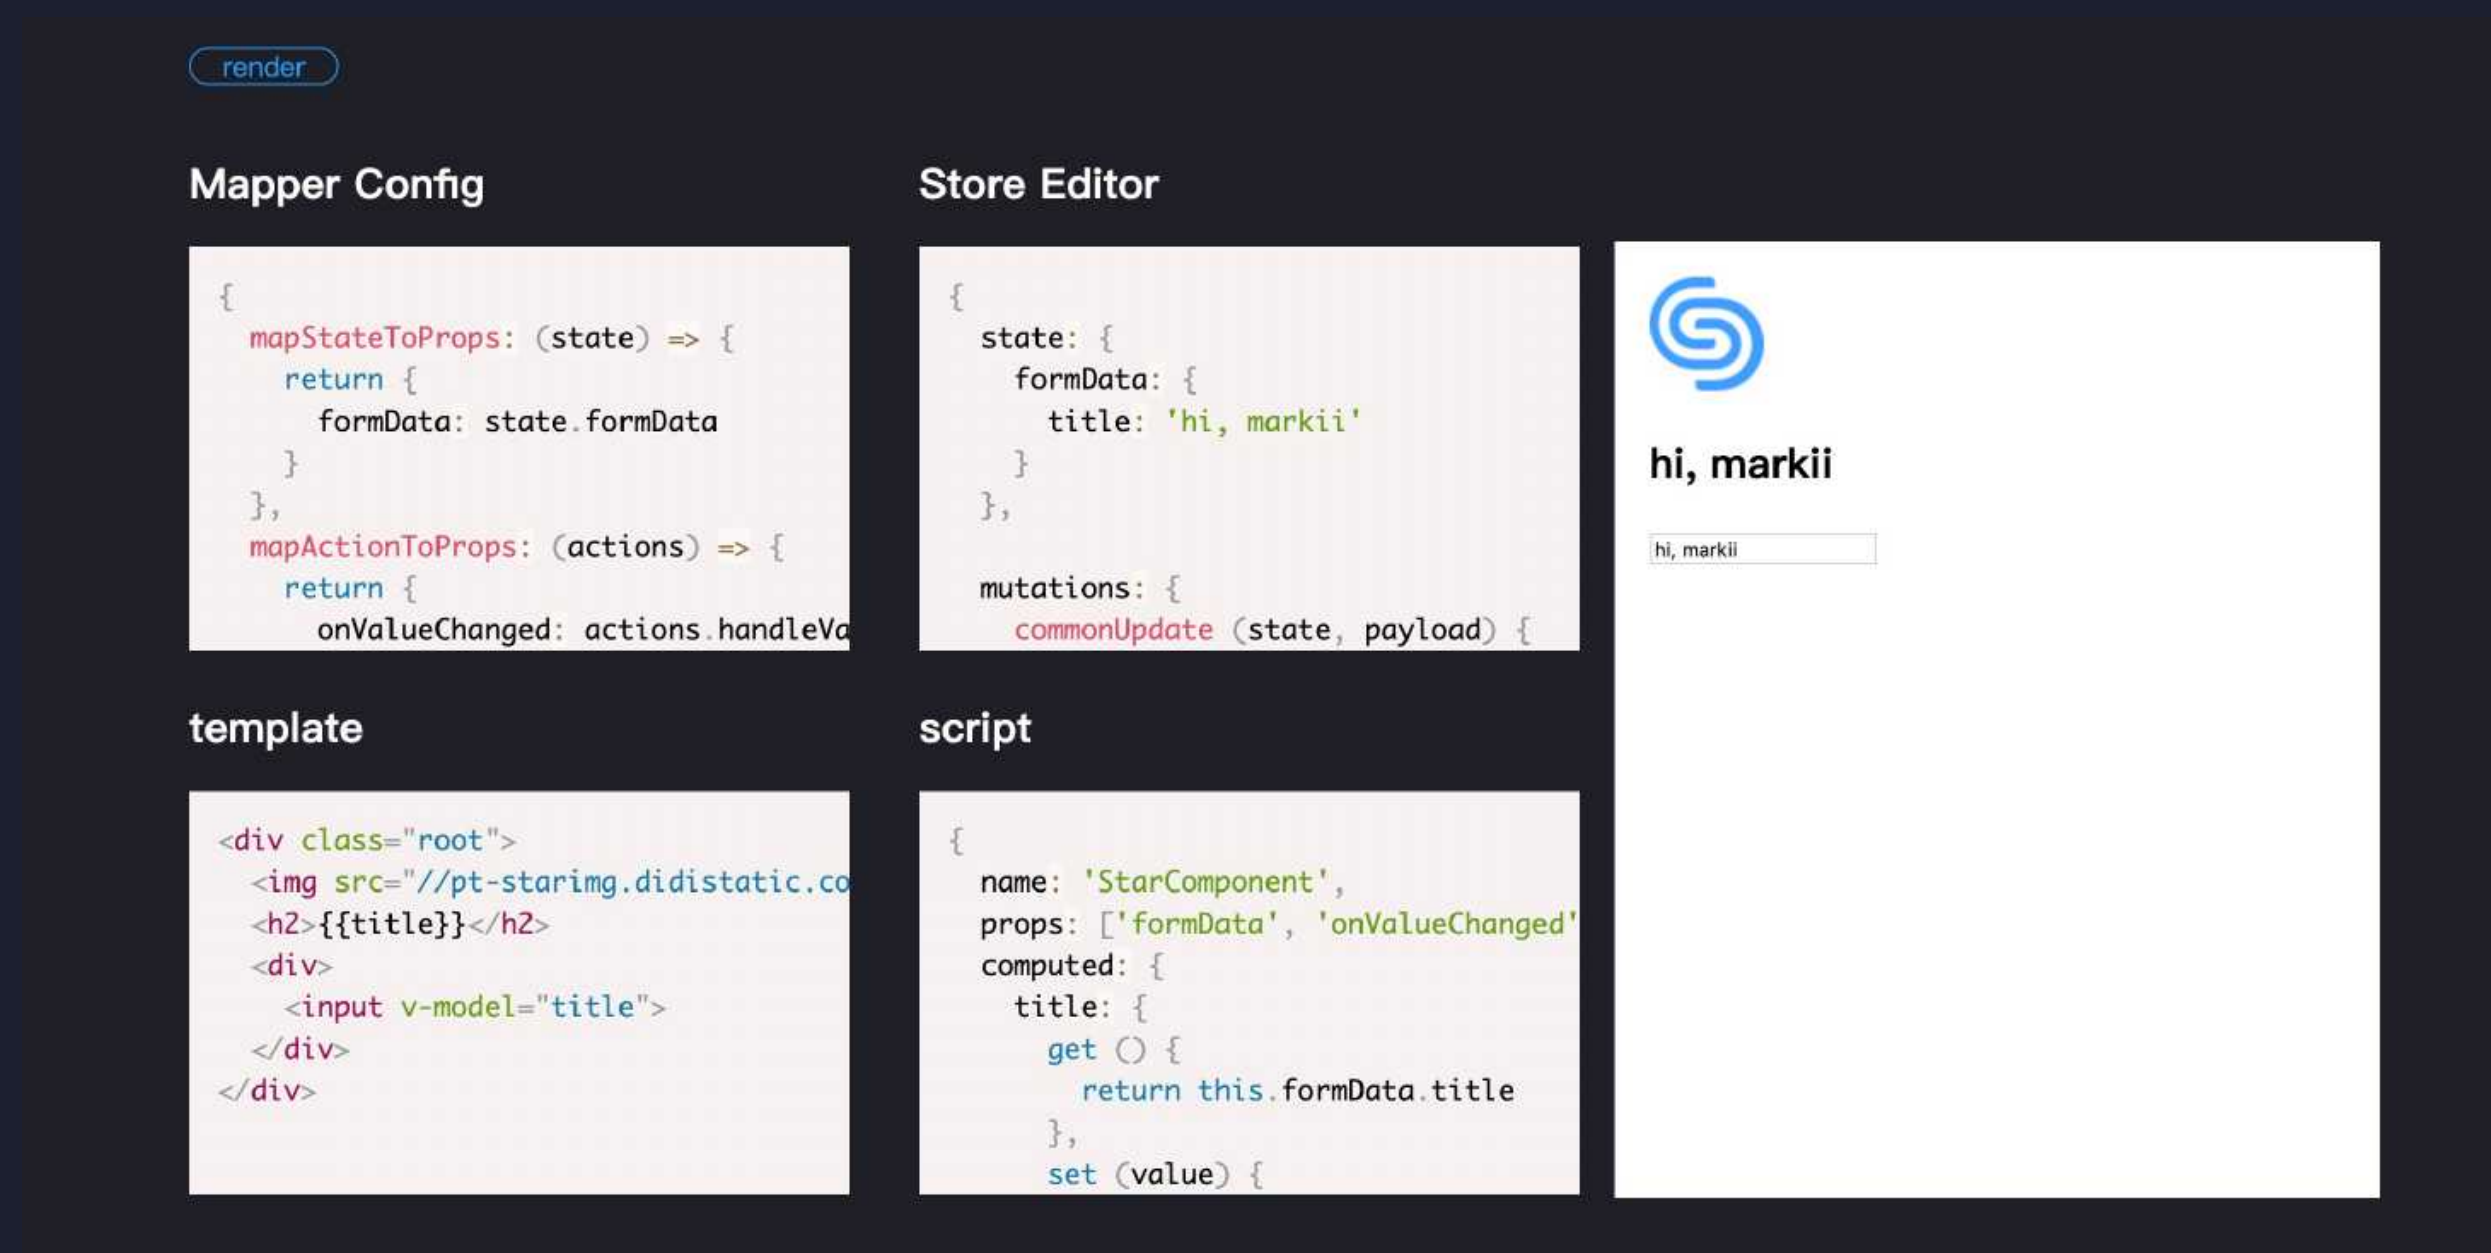 render
Mapper Config
{
  mapStateToProps: (state) => {
    return {
      formData: state.formData
    }
  },
  mapActionToProps: (actions) => {
    return {
      onValueChanged: actions.handleVa
Store Editor
{
  state: {
    formData: {
      title: 'hi, markii'
    }
  },
  mutations: {
    commonUpdate (state, payload) {
template
<div class="root">
  <img src="//pt-starimg.didistatic.co
  <h2>{{title}}</h2>
  <div>
    <input v-model="title">
  </div>
</div>
script
{
  name: 'StarComponent',
  props: ['formData', 'onValueChanged'
  computed: {
    title: {
      get () {
        return this.formData.title
      },
      set (value) {
hi, markii
hi, markii